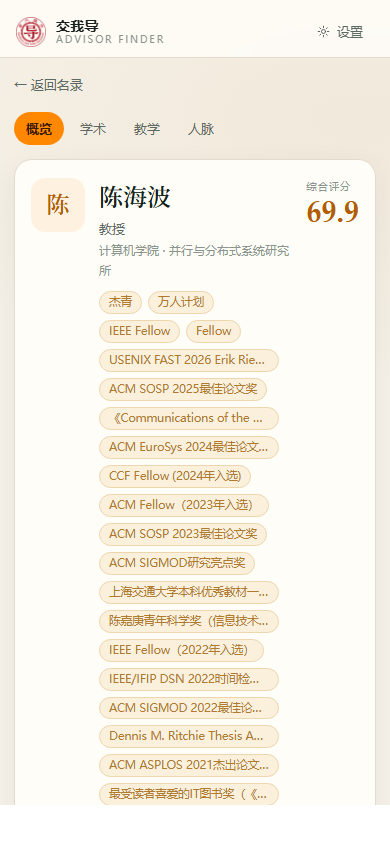 交我导
ADVISOR FINDER
设置
← 返回名录
概览 学术 教学 人脉
陈
陈海波
教授
计算机学院 · 并行与分布式系统研究
所
综合评分
69.9
杰青 万人计划
IEEE Fellow Fellow
USENIX FAST 2026 Erik Rie...
ACM SOSP 2025最佳论文奖
《Communications of the ...
ACM EuroSys 2024最佳论文...
CCF Fellow (2024年入选)
ACM Fellow（2023年入选）
ACM SOSP 2023最佳论文奖
ACM SIGMOD研究亮点奖
上海交通大学本科优秀教材一...
陈嘉庚青年科学奖（信息技术...
IEEE Fellow（2022年入选）
IEEE/IFIP DSN 2022时间检...
ACM SIGMOD 2022最佳论...
Dennis M. Ritchie Thesis A...
ACM ASPLOS 2021杰出论文...
最受读者喜爱的IT图书奖（《...